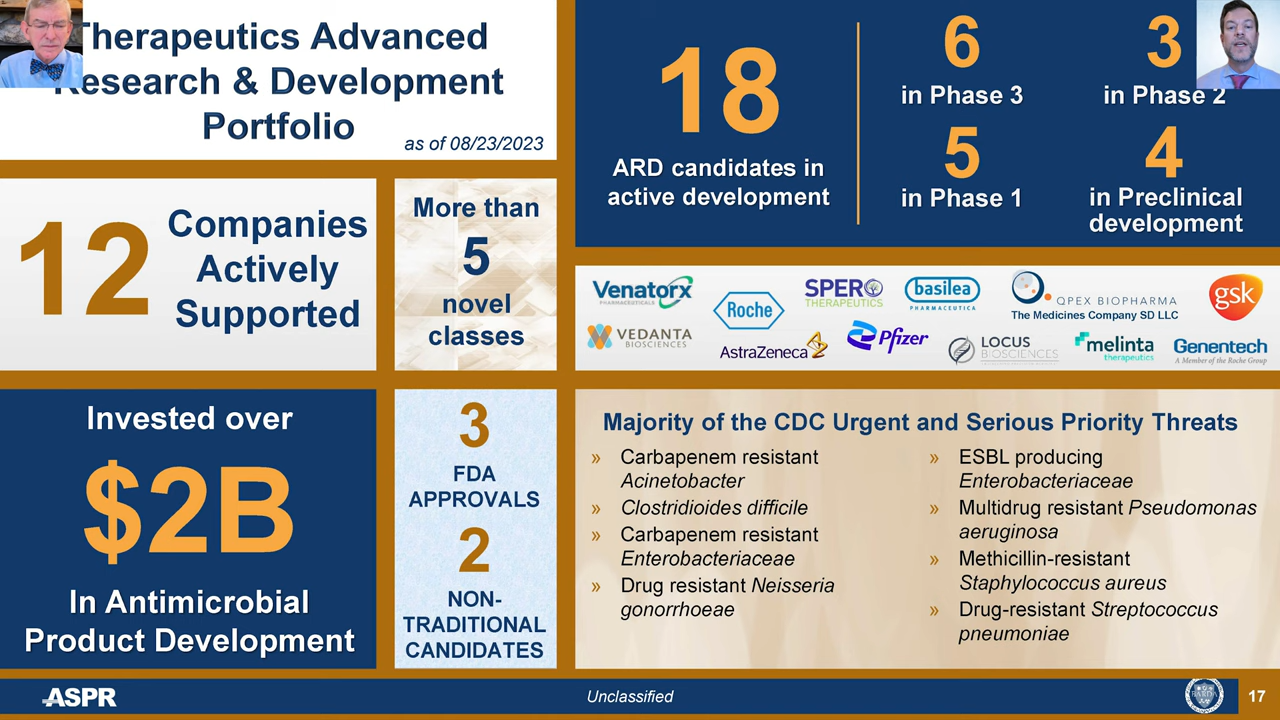 Therapeutics Advanced
Research & Development
Portfolio
as of 08/23/2023
12
Companies
Actively
Supported
More than
5
novel
classes
18
ARD candidates in
active development
6
in Phase 3
3
in Phase 2
5
in Phase 1
4
in Preclinical
development
Venatorx
PHARMACEUTICALS
Roche
SPERO
THERAPEUTICS
basilea
PHARMACEUTICA
QPEX BIOPHARMA
The Medicines Company SD LLC
gsk
VEDANTA
BIOSCIENCES
AstraZeneca
Pfizer
LOCUS
BIOSCIENCES
melinta
therapeutics
Genentech
A Member of the Roche Group
Invested over
$2B
In Antimicrobial
Product Development
3
FDA
APPROVALS
2
NON-
TRADITIONAL
CANDIDATES
Majority of the CDC Urgent and Serious Priority Threats
» Carbapenem resistant
Acinetobacter
» Clostridioides difficile
» Carbapenem resistant
Enterobacteriaceae
» Drug resistant Neisseria
gonorrhoeae
» ESBL producing
Enterobacteriaceae
» Multidrug resistant Pseudomonas
aeruginosa
» Methicillin-resistant
Staphylococcus aureus
» Drug-resistant Streptococcus
pneumoniae
ASPR
Unclassified
BARDA
17